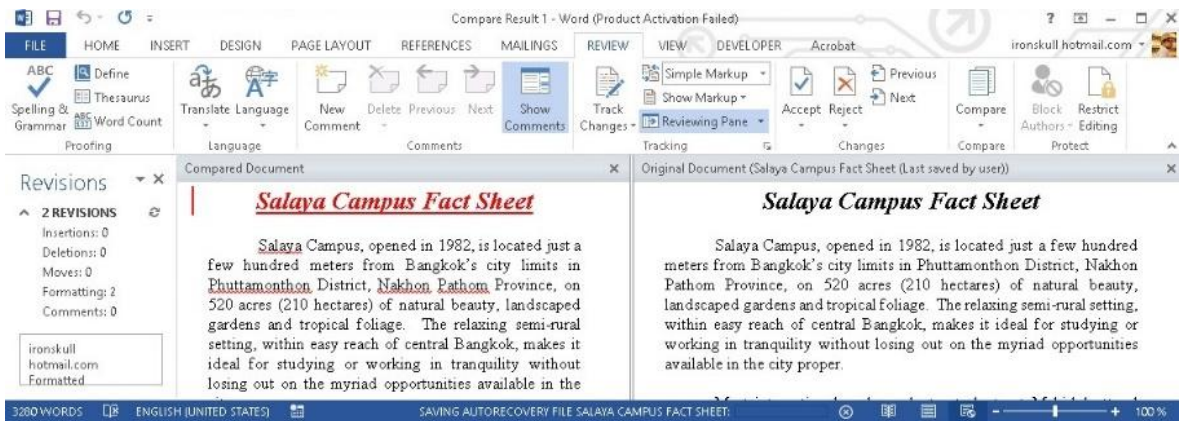 Compare Result 1 - Word (Product Activation Failed)
FILE HOME INSERT DESIGN PAGE LAYOUT REFERENCES MAILINGS REVIEW VIEW DEVELOPER Acrobat ironskull hotmail.com
ABC Spelling & Grammar
Define
Thesaurus
ABC 123 Word Count
Proofing
Translate Language
Language
New Comment Delete Previous Next Show Comments
Comments
Track Changes
Simple Markup
Show Markup
Reviewing Pane
Tracking
Accept Reject
Previous
Next
Changes
Compare
Compare
Block Authors Restrict Editing
Protect
Revisions
2 REVISIONS
Insertions: 0
Deletions: 0
Moves: 0
Formatting: 2
Comments: 0
ironskull
hotmail.com
Formatted
Compared Document
Salaya Campus Fact Sheet
Salaya Campus, opened in 1982, is located just a
few hundred meters from Bangkok's city limits in
Phuttamonthon District, Nakhon Pathom Province, on
520 acres (210 hectares) of natural beauty, landscaped
gardens and tropical foliage. The relaxing semi-rural
setting, within easy reach of central Bangkok, makes it
ideal for studying or working in tranquility without
losing out on the myriad opportunities available in the
Original Document (Salaya Campus Fact Sheet (Last saved by user))
Salaya Campus Fact Sheet
Salaya Campus, opened in 1982, is located just a few hundred
meters from Bangkok's city limits in Phuttamonthon District, Nakhon
Pathom Province, on 520 acres (210 hectares) of natural beauty,
landscaped gardens and tropical foliage. The relaxing semi-rural setting,
within easy reach of central Bangkok, makes it ideal for studying or
working in tranquility without losing out on the myriad opportunities
available in the city proper.
3280 WORDS ENGLISH (UNITED STATES) SAVING AUTORECOVERY FILE SALAYA CAMPUS FACT SHEET: 100%